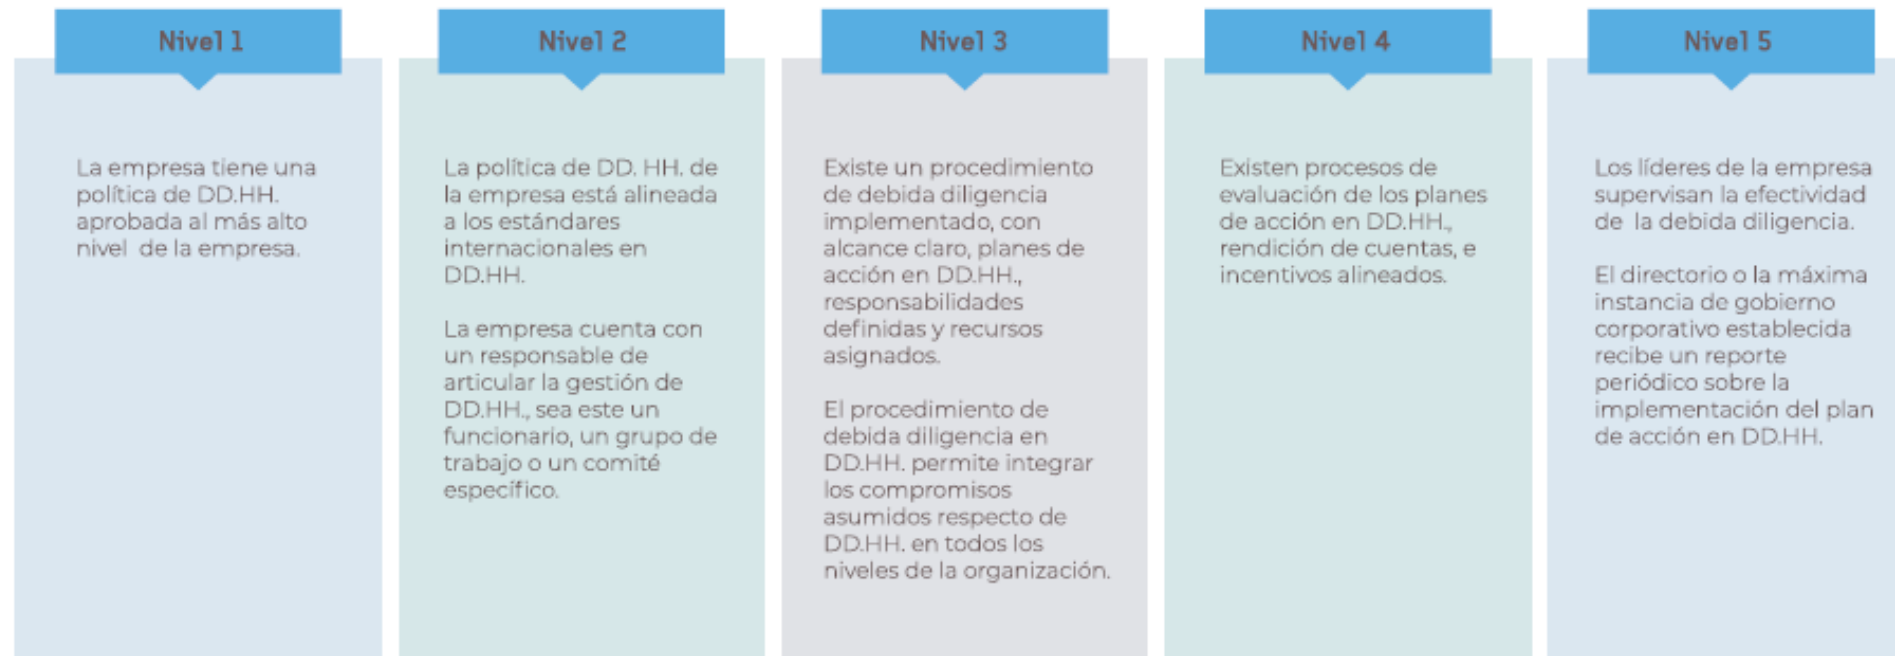 Nivel 1
La empresa tiene una
política de DD.HH.
aprobada al más alto
nivel de la empresa.
Nivel 2
La política de DD. HH. de
la empresa está alineada
a los estándares
internacionales en
DD.HH.
La empresa cuenta con
un responsable de
articular la gestión de
DD.HH., sea este un
funcionario, un grupo de
trabajo o un comité
específico.
Nivel 3
Existe un procedimiento
de debida diligencia
implementado, con
alcance claro, planes de
acción en DD.HH.,
responsabilidades
definidas y recursos
asignados.
El procedimiento de
debida diligencia en
DD.HH. permite integrar
los compromisos
asumidos respecto de
DD.HH. en todos los
niveles de la organización.
Nivel 4
Existen procesos de
evaluación de los planes
de acción en DD.HH.,
rendición de cuentas, e
incentivos alineados.
Nivel 5
Los líderes de la empresa
supervisan la efectividad
de la debida diligencia.
El directorio o la máxima
instancia de gobierno
corporativo establecida
recibe un reporte
periódico sobre la
implementación del plan
de acción en DD.HH.